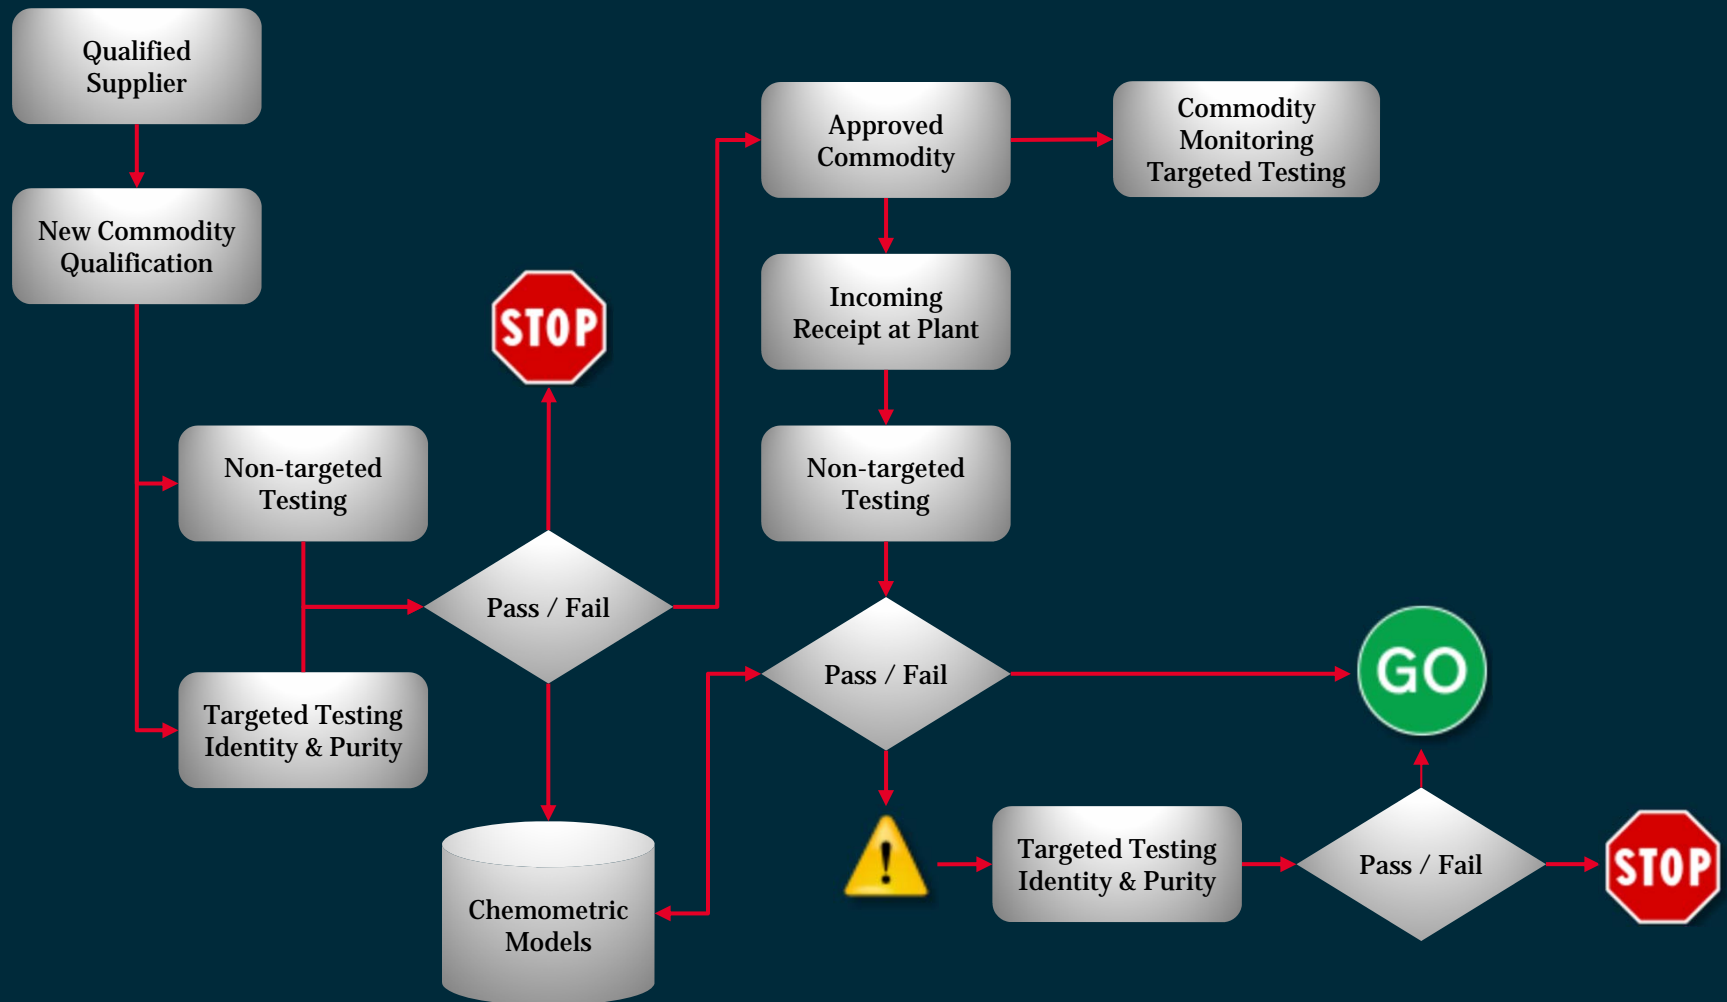 Qualified
Supplier
New Commodity
Qualification
Non-targeted
Testing
Targeted Testing
Identity & Purity
STOP
Pass / Fail
Chemometric
Models
Approved
Commodity
Commodity
Monitoring
Targeted Testing
Incoming
Receipt at Plant
Non-targeted
Testing
Pass / Fail
GO
!
Targeted Testing
Identity & Purity
Pass / Fail
STOP